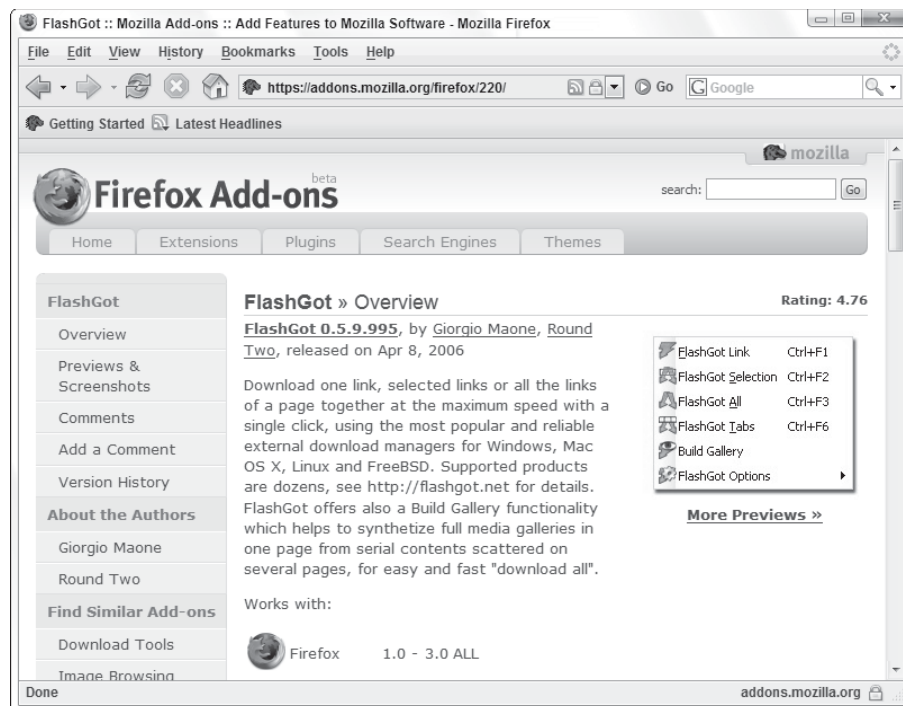 FlashGot :: Mozilla Add-ons :: Add Features to Mozilla Software - Mozilla Firefox
File Edit View History Bookmarks Tools Help
https://addons.mozilla.org/firefox/220/ Go G Google
Getting Started Latest Headlines
mozilla
Firefox Add-ons beta
search: Go
Home Extensions Plugins Search Engines Themes
FlashGot
Overview
Previews &
Screenshots
Comments
Add a Comment
Version History
About the Authors
Giorgio Maone
Round Two
Find Similar Add-ons
Download Tools
Image Browsing
FlashGot » Overview
Rating: 4.76
FlashGot 0.5.9.995, by Giorgio Maone, Round
Two, released on Apr 8, 2006
Download one link, selected links or all the links
of a page together at the maximum speed with a
single click, using the most popular and reliable
external download managers for Windows, Mac
OS X, Linux and FreeBSD. Supported products
are dozens, see http://flashgot.net for details.
FlashGot offers also a Build Gallery functionality
which helps to synthetize full media galleries in
one page from serial contents scattered on
several pages, for easy and fast "download all".
Works with:
Firefox 1.0 - 3.0 ALL
FlashGot Link Ctrl+F1
FlashGot Selection Ctrl+F2
FlashGot All Ctrl+F3
FlashGot Tabs Ctrl+F6
Build Gallery
FlashGot Options
More Previews »
Done
addons.mozilla.org